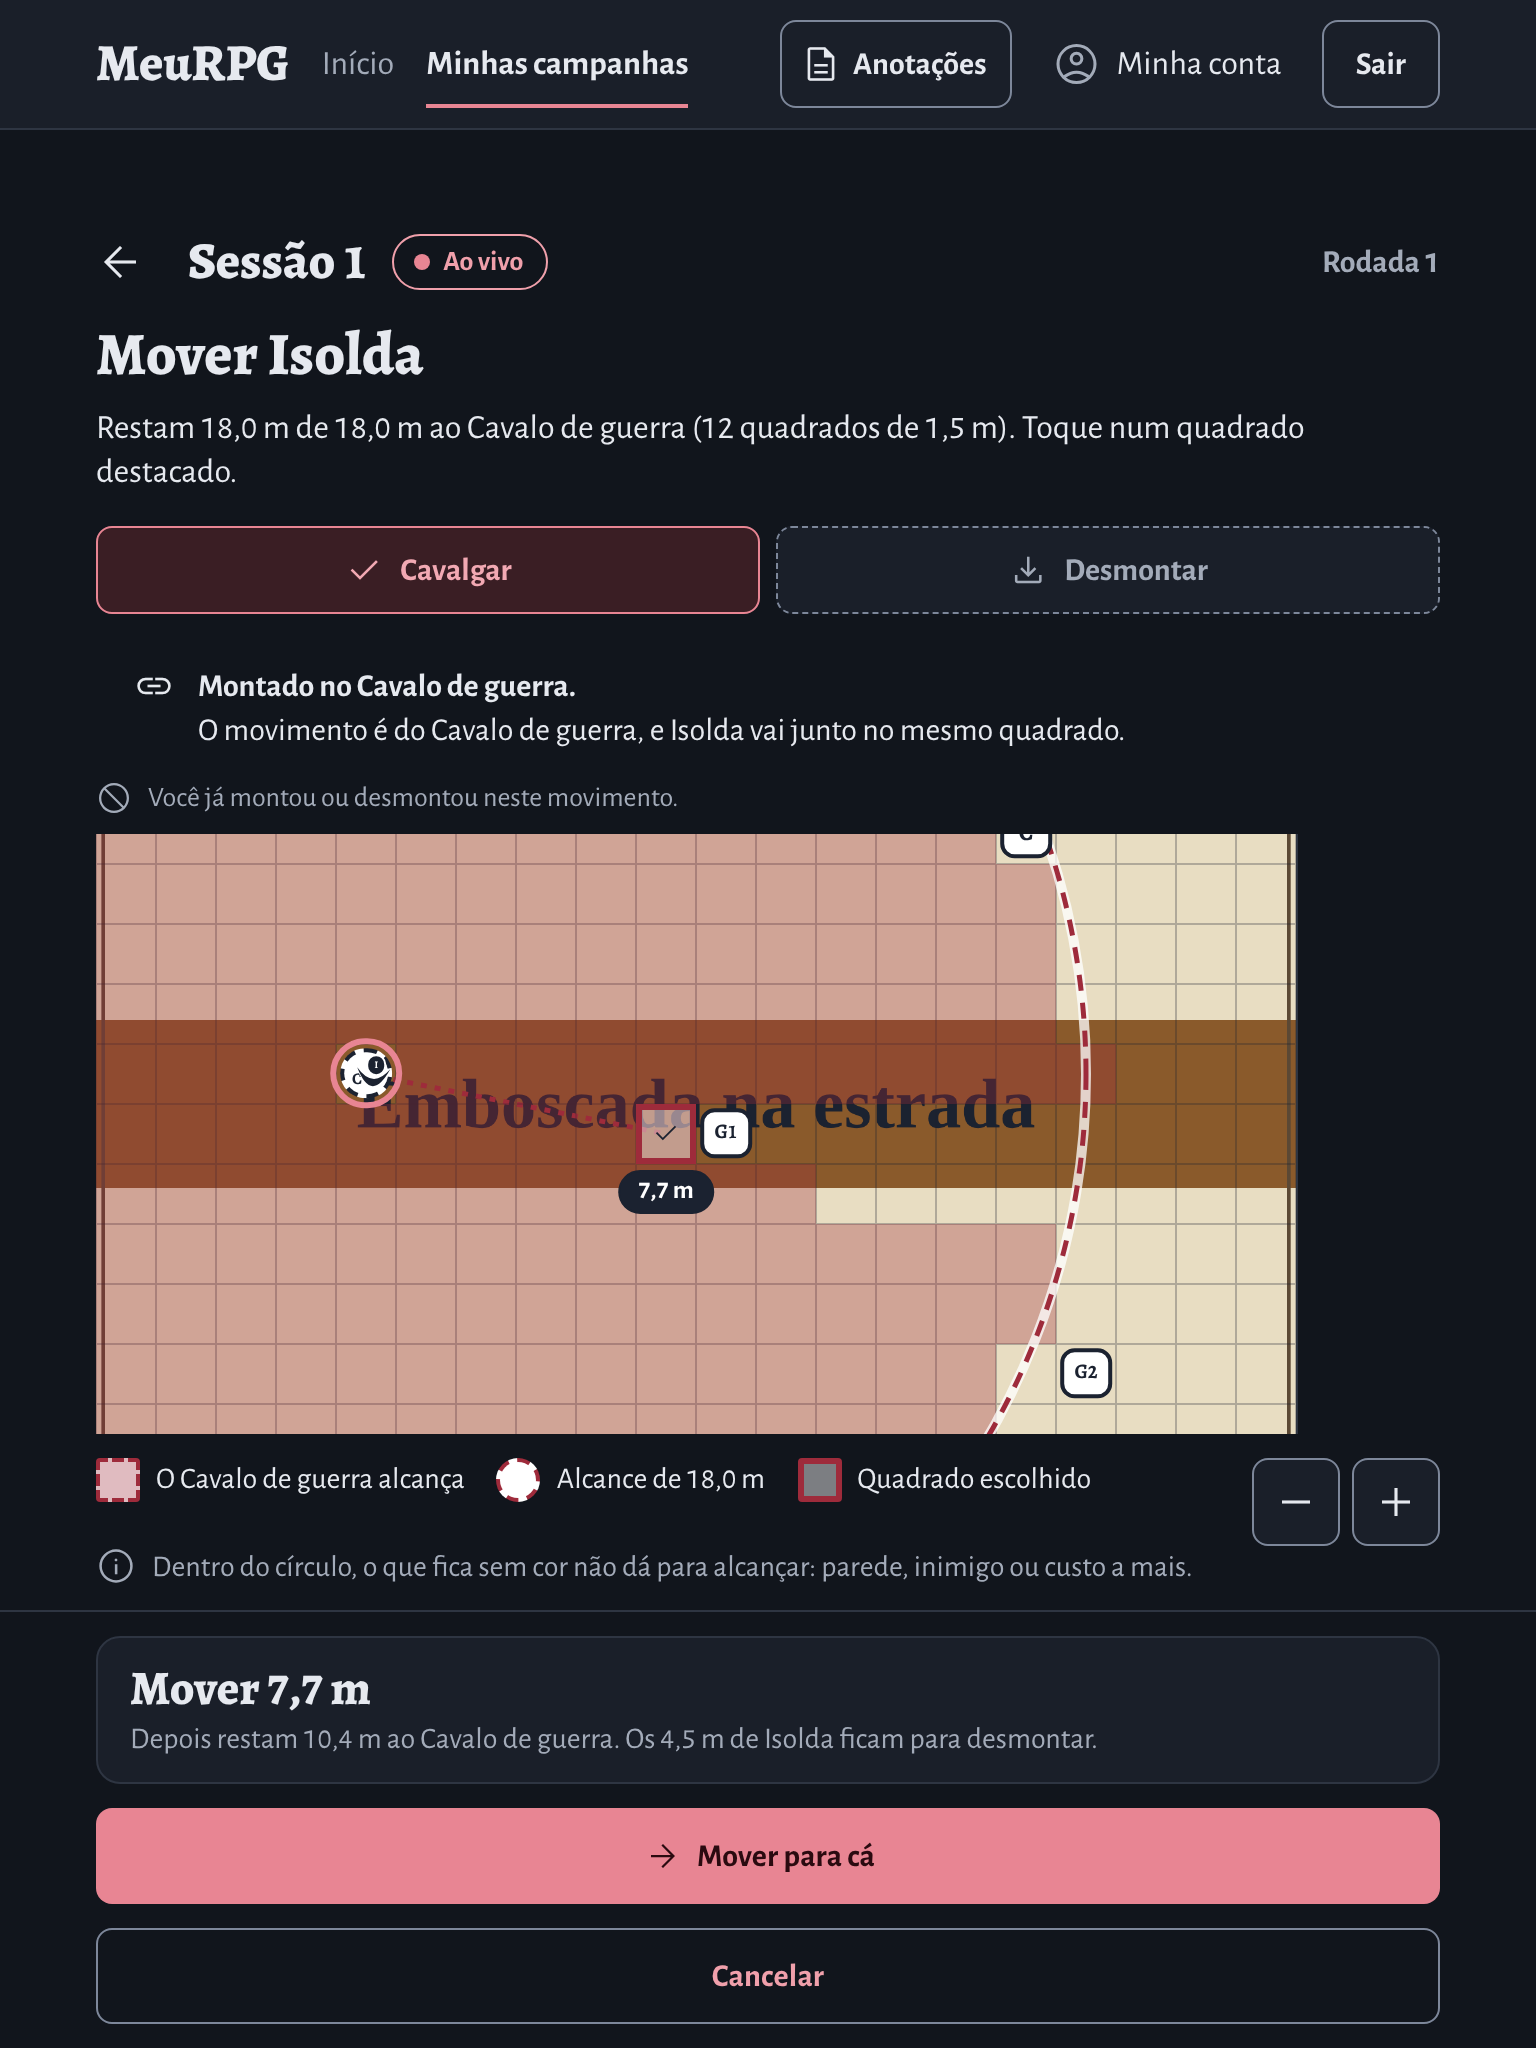 MeuRPG Início Minhas campanhas Anotações Minha conta Sair
Sessão 1 Ao vivo Rodada 1
Mover Isolda
Restam 18,0 m de 18,0 m ao Cavalo de guerra (12 quadrados de 1,5 m). Toque num quadrado
destacado.
Cavalgar Desmontar
Montado no Cavalo de guerra.
O movimento é do Cavalo de guerra, e Isolda vai junto no mesmo quadrado.
Você já montou ou desmontou neste movimento.
C I
Emboscada na estrada
G1
7,7 m
G2
O Cavalo de guerra alcança Alcance de 18,0 m Quadrado escolhido
Dentro do círculo, o que fica sem cor não dá para alcançar: parede, inimigo ou custo a mais.
Mover 7,7 m
Depois restam 10,4 m ao Cavalo de guerra. Os 4,5 m de Isolda ficam para desmontar.
Mover para cá
Cancelar